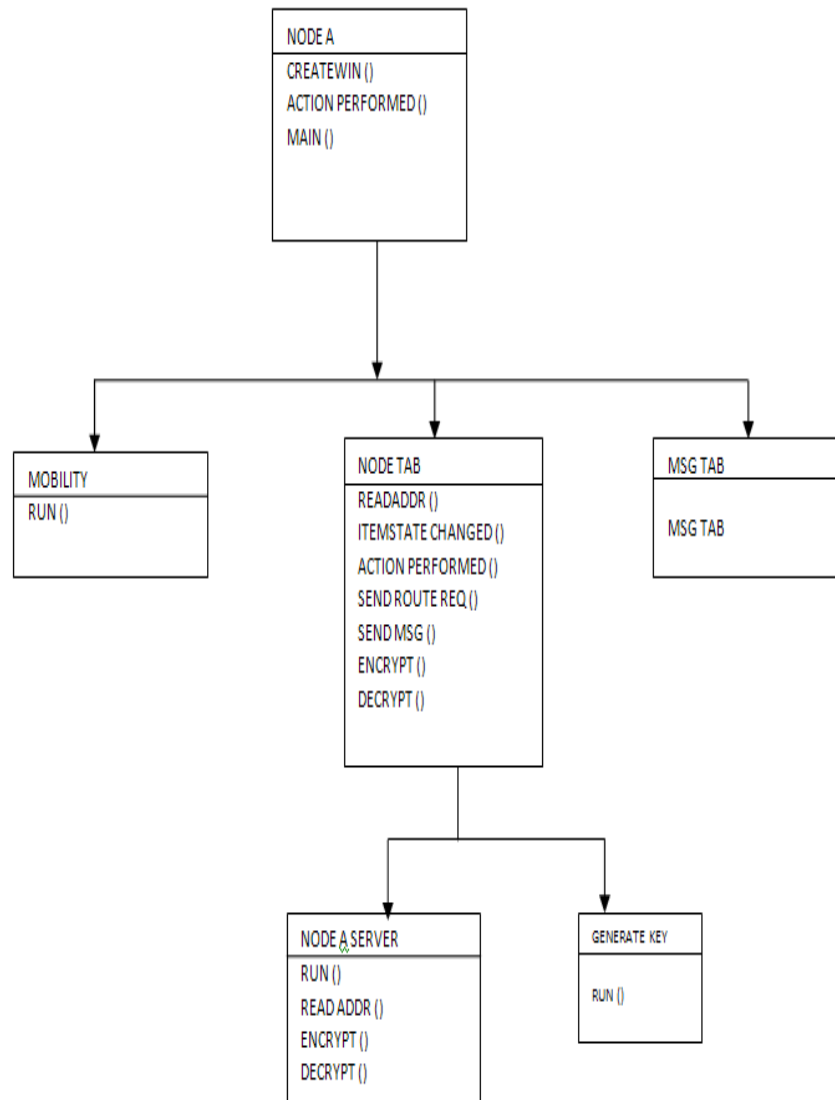 NODE A
CREATEWIN ()
ACTION PERFORMED ()
MAIN ()
MOBILITY
RUN ()
NODE TAB
READADDR ()
ITEMSTATE CHANGED ()
ACTION PERFORMED ()
SEND ROUTE REQ ()
SEND MSG ()
ENCRYPT ()
DECRYPT ()
MSG TAB
MSG TAB
NODE A SERVER
RUN ()
READ ADDR ()
ENCRYPT ()
DECRYPT ()
GENERATE KEY
RUN ()